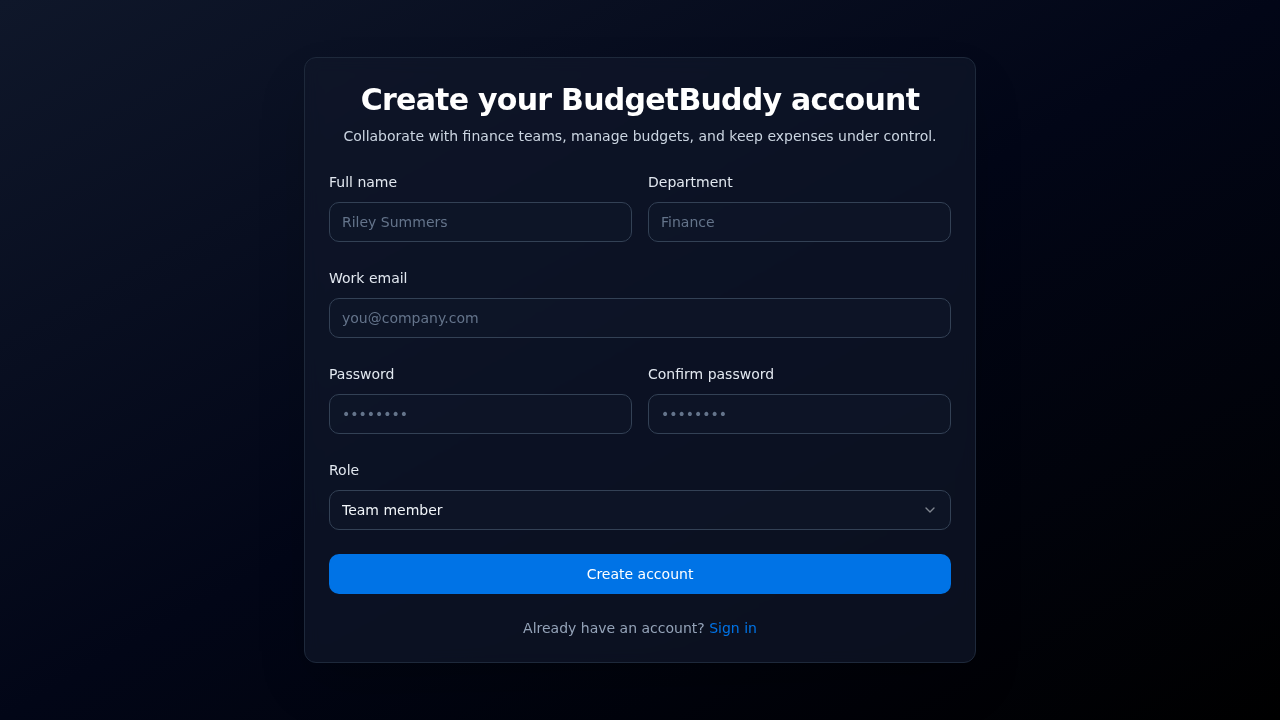 Create your BudgetBuddy account
Collaborate with finance teams, manage budgets, and keep expenses under control.
Full name
Department
Riley Summers
Finance
Work email
you@company.com
Password
Confirm password
••••••••
••••••••
Role
Team member
Create account
Already have an account? Sign in